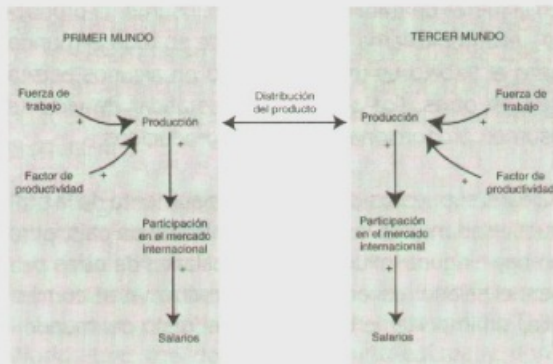 PRIMER MUNDO
Fuerza de
trabajo
+
Producción
+
Factor de
productividad
+
Participación
en el mercado
internacional
+
Salarios
Distribución
del producto
TERCER MUNDO
Fuerza de
trabajo
+
Producción
+
Factor de
productividad
+
Participación
en el mercado
internacional
+
Salarios